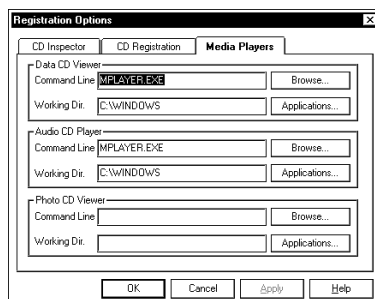 Registration Options
CD Inspector CD Registration Media Players
Data CD Viewer
Command Line MPLAYER.EXE Browse...
Working Dir. C:\WINDOWS Applications...
Audio CD Player
Command Line MPLAYER.EXE Browse...
Working Dir. C:\WINDOWS Applications...
Photo CD Viewer
Command Line Browse...
Working Dir. Applications...
OK Cancel Apply Help